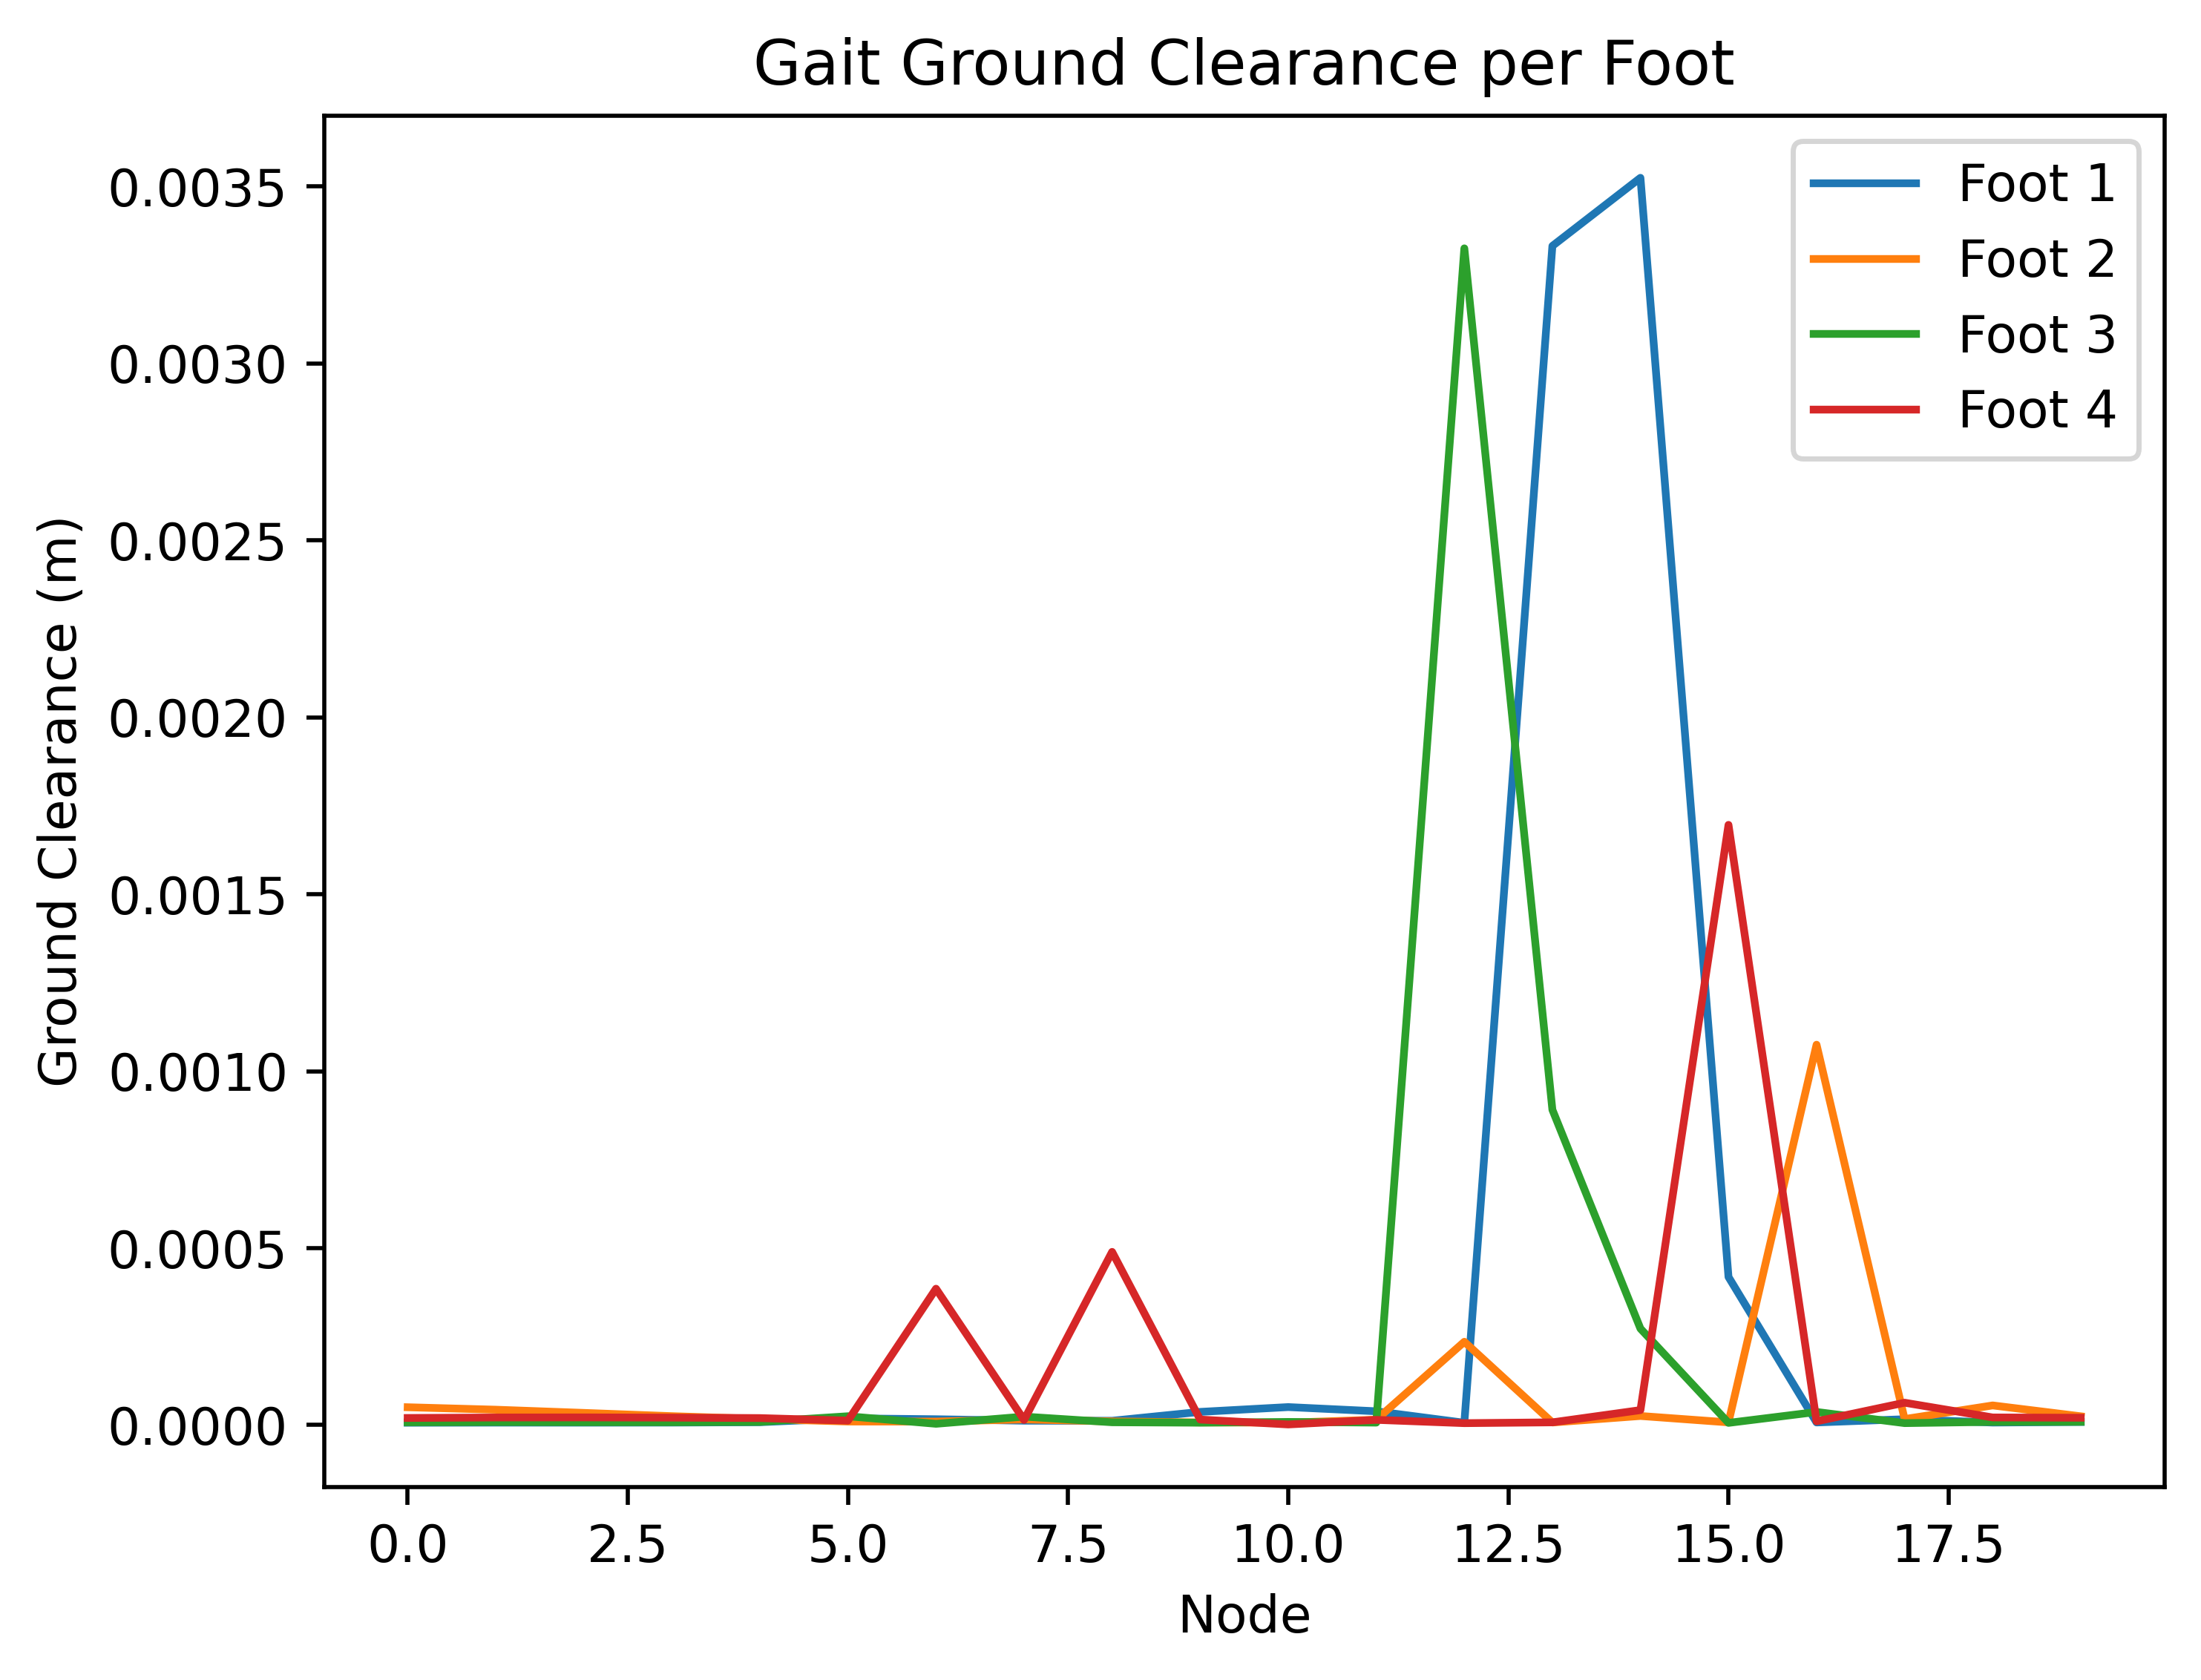 Gait Ground Clearance per Foot
Foot 1
Foot 2
Foot 3
Foot 4
Ground Clearance (m)
0.0035
0.0030
0.0025
0.0020
0.0015
0.0010
0.0005
0.0000
0.0 2.5 5.0 7.5 10.0 12.5 15.0 17.5
Node